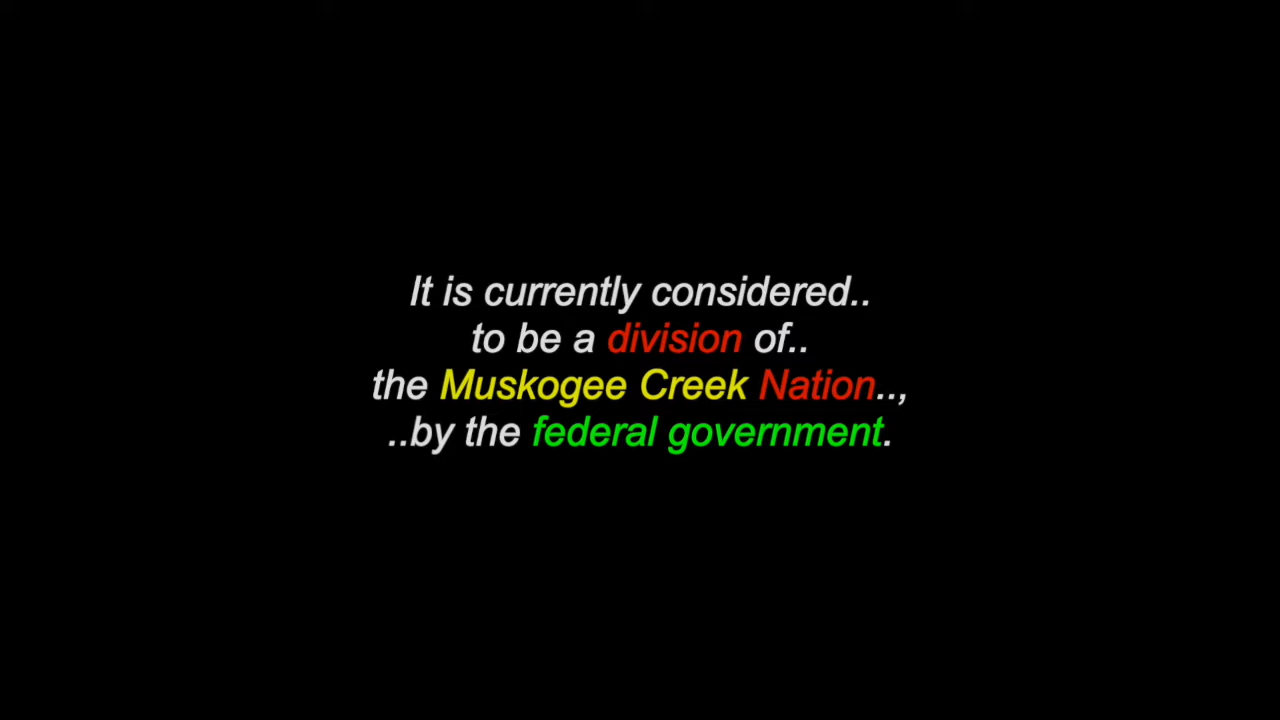 It is currently considered..
to be a division of..
the Muskogee Creek Nation..,
..by the federal government.